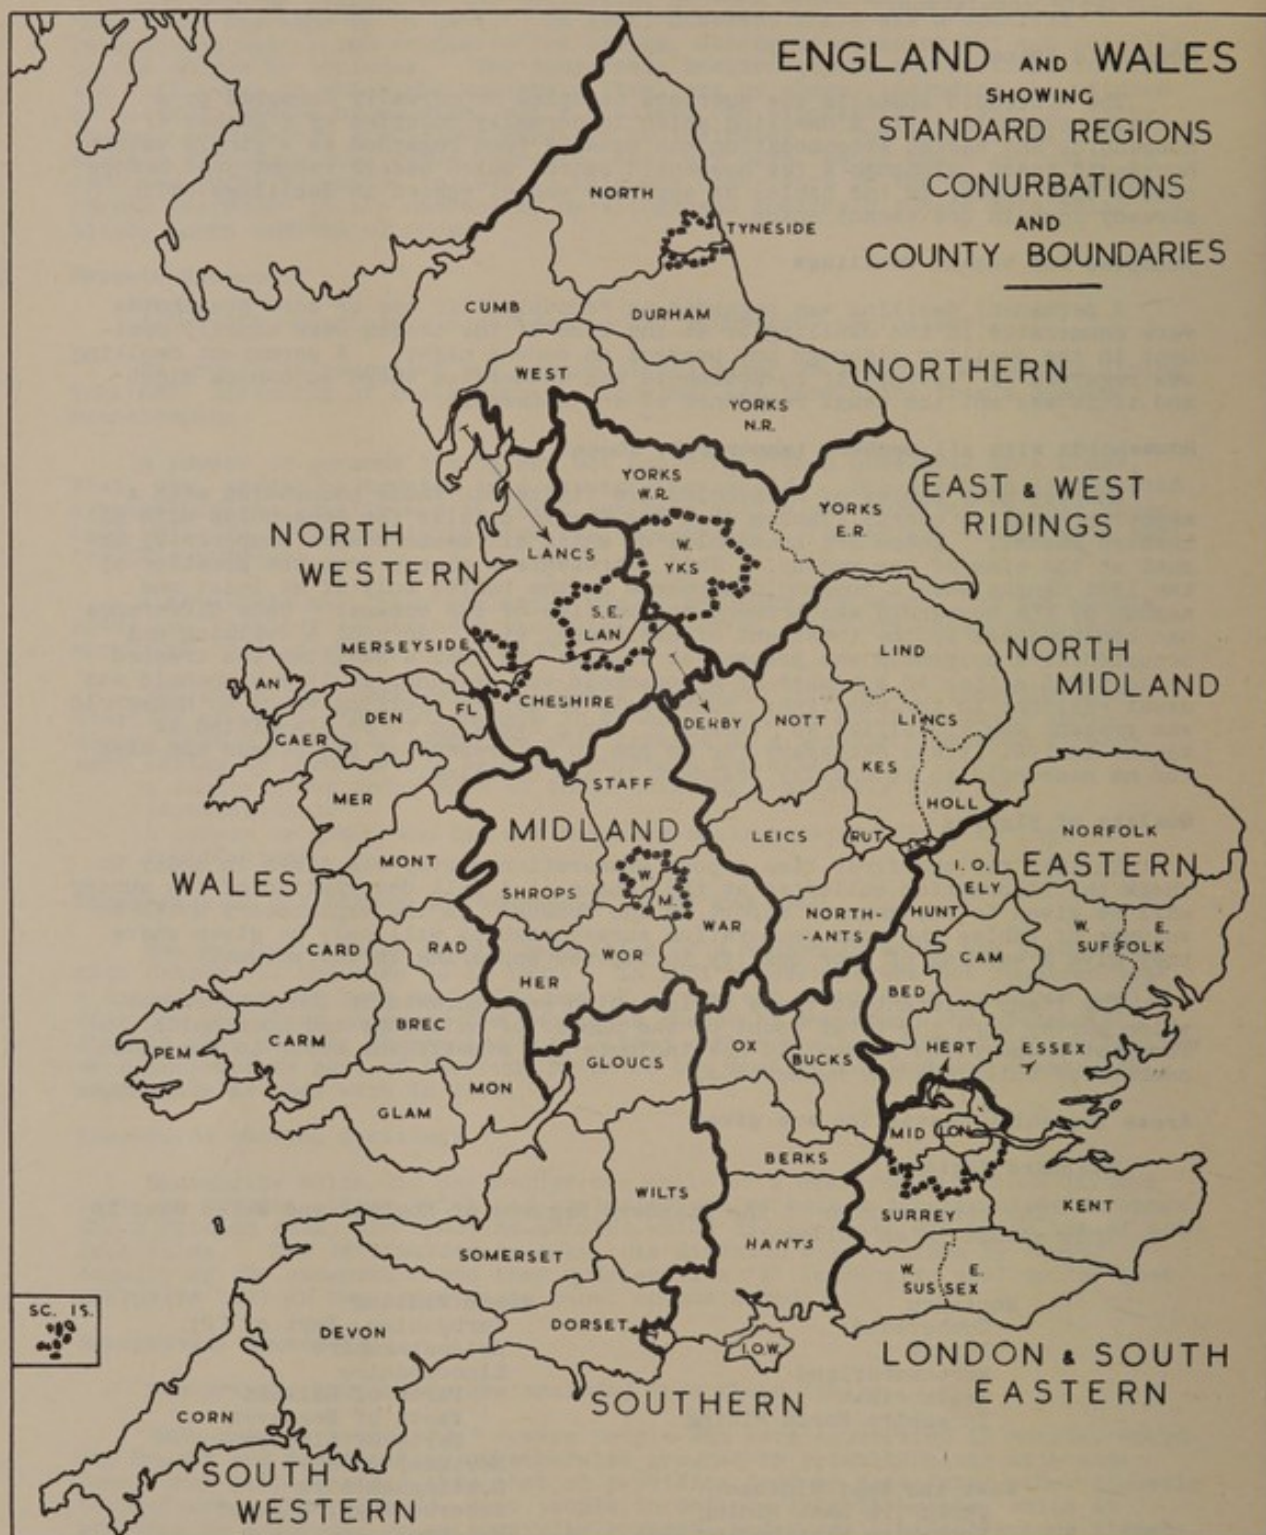 ENGLAND AND WALES
SHOWING
STANDARD REGIONS
CONURBATIONS
AND
COUNTY BOUNDARIES
NORTH
TYNESIDE
CUMB
DURHAM
WEST
NORTHERN
YORKS
N.R.
YORKS
W.R.
EAST & WEST
RIDINGS
YORKS
E.R.
NORTH
WESTERN
LANCS
W.
YKS
S.E.
LAN
MERSEYSIDE
LIND
NORTH
MIDLAND
AN
FL
CHESHIRE
DEN
CAER
DERBY
NOTT
LINCS
KES
STAFF
MER
HOLL
MIDLAND
LEICS
RUT
NORFOLK
EASTERN
I.O.
ELY
MONT
WALES
SHROPS
W.
M.
WAR
NORTH-
-ANTS
HUNT
W. E.
SUFFOLK
CARD
RAD
WOR
CAM
HER
BED
BREC
CARM
PEM
OX
BUCKS
HERT
ESSEX
GLOUCS
MON
GLAM
MID
LON
BERKS
WILTS
KENT
SURREY
SOMERSET
HANTS
W. E.
SUSSEX
SC. IS.
DEVON
DORSET
I.O.W.
LONDON & SOUTH
EASTERN
SOUTHERN
CORN
SOUTH
WESTERN